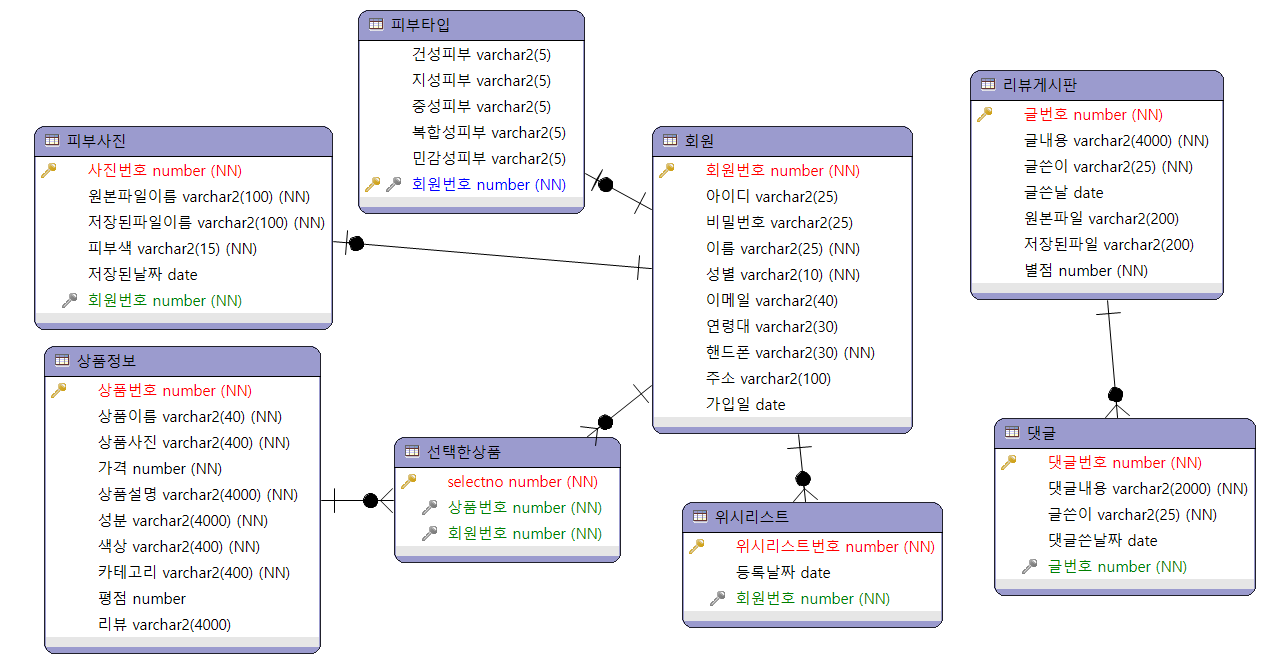 피부타입
건성피부 varchar2(5)
지성피부 varchar2(5)
중성피부 varchar2(5)
복합성피부 varchar2(5)
민감성피부 varchar2(5)
회원번호 number (NN)
피부사진
사진번호 number (NN)
원본파일이름 varchar2(100) (NN)
저장된파일이름 varchar2(100) (NN)
피부색 varchar2(15) (NN)
저장된날짜 date
회원번호 number (NN)
회원
회원번호 number (NN)
아이디 varchar2(25)
비밀번호 varchar2(25)
이름 varchar2(25) (NN)
성별 varchar2(10) (NN)
이메일 varchar2(40)
연령대 varchar2(30)
핸드폰 varchar2(30) (NN)
주소 varchar2(100)
가입일 date
리뷰게시판
글번호 number (NN)
글내용 varchar2(4000) (NN)
글쓴이 varchar2(25) (NN)
글쓴날 date
원본파일 varchar2(200)
저장된파일 varchar2(200)
별점 number (NN)
상품정보
상품번호 number (NN)
상품이름 varchar2(40) (NN)
상품사진 varchar2(400) (NN)
가격 number (NN)
상품설명 varchar2(4000) (NN)
성분 varchar2(4000) (NN)
색상 varchar2(400) (NN)
카테고리 varchar2(400) (NN)
평점 number
리뷰 varchar2(4000)
선택한상품
selectno number (NN)
상품번호 number (NN)
회원번호 number (NN)
위시리스트
위시리스트번호 number (NN)
등록날짜 date
회원번호 number (NN)
댓글
댓글번호 number (NN)
댓글내용 varchar2(2000) (NN)
글쓴이 varchar2(25) (NN)
댓글쓴날짜 date
글번호 number (NN)